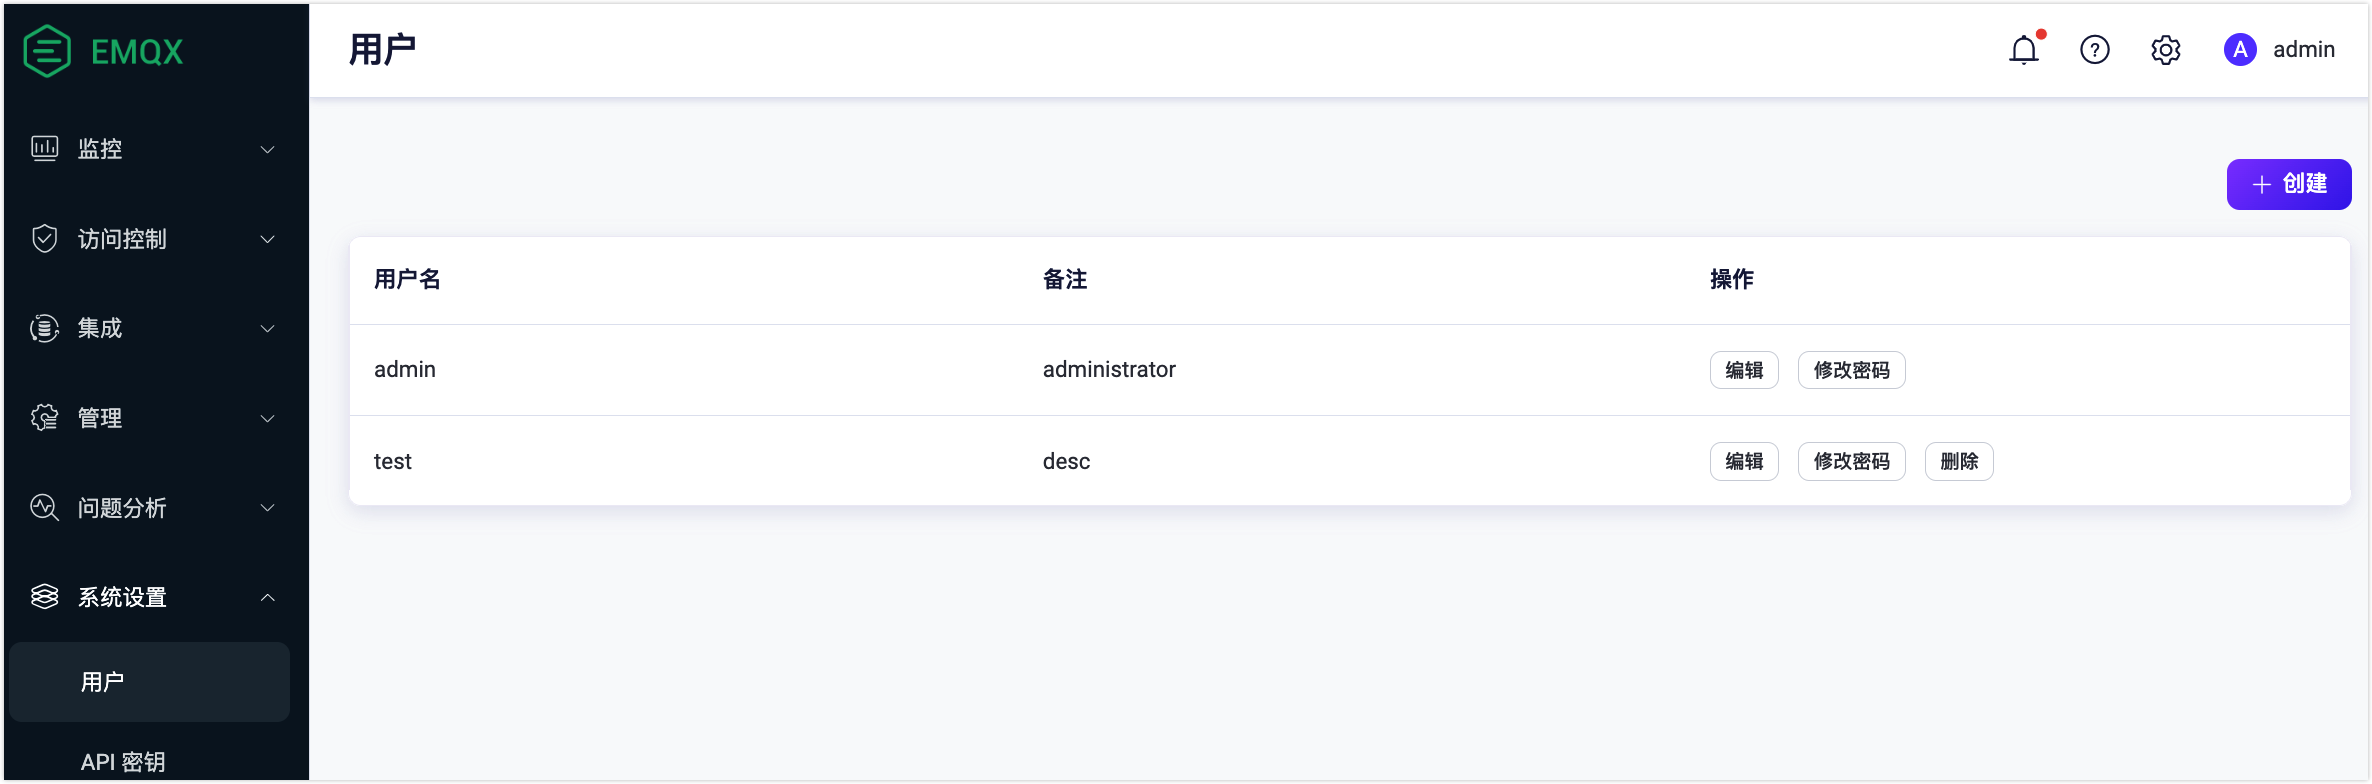 EMQX
监控
访问控制
集成
管理
问题分析
系统设置
用户
API 密钥
用户
A admin
创建
用户名 备注 操作
admin administrator 编辑 修改密码
test desc 编辑 修改密码 删除